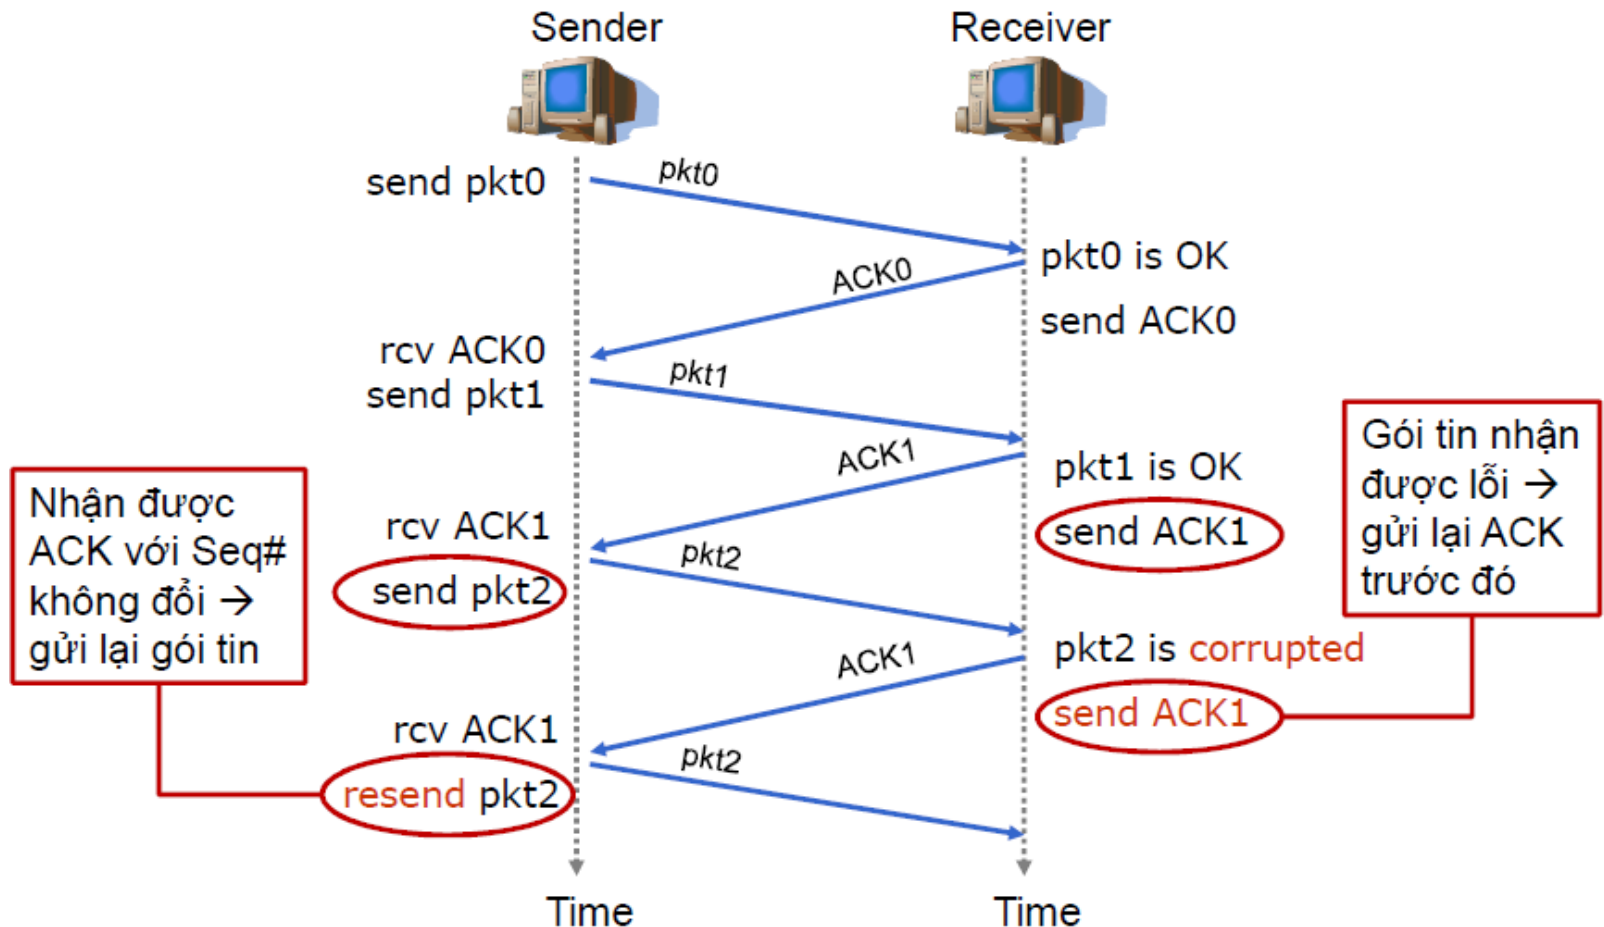 Sender
Receiver
send pkt0
pkt0
pkt0 is OK
ACK0
send ACK0
rcv ACK0
send pkt1
pkt1
pkt1 is OK
ACK1
send ACK1
Gói tin nhận
được lỗi →
gửi lại ACK
trước đó
rcv ACK1
send pkt2
pkt2
Nhận được
ACK với Seq#
không đổi →
gửi lại gói tin
pkt2 is corrupted
ACK1
send ACK1
rcv ACK1
resend pkt2
pkt2
Time
Time